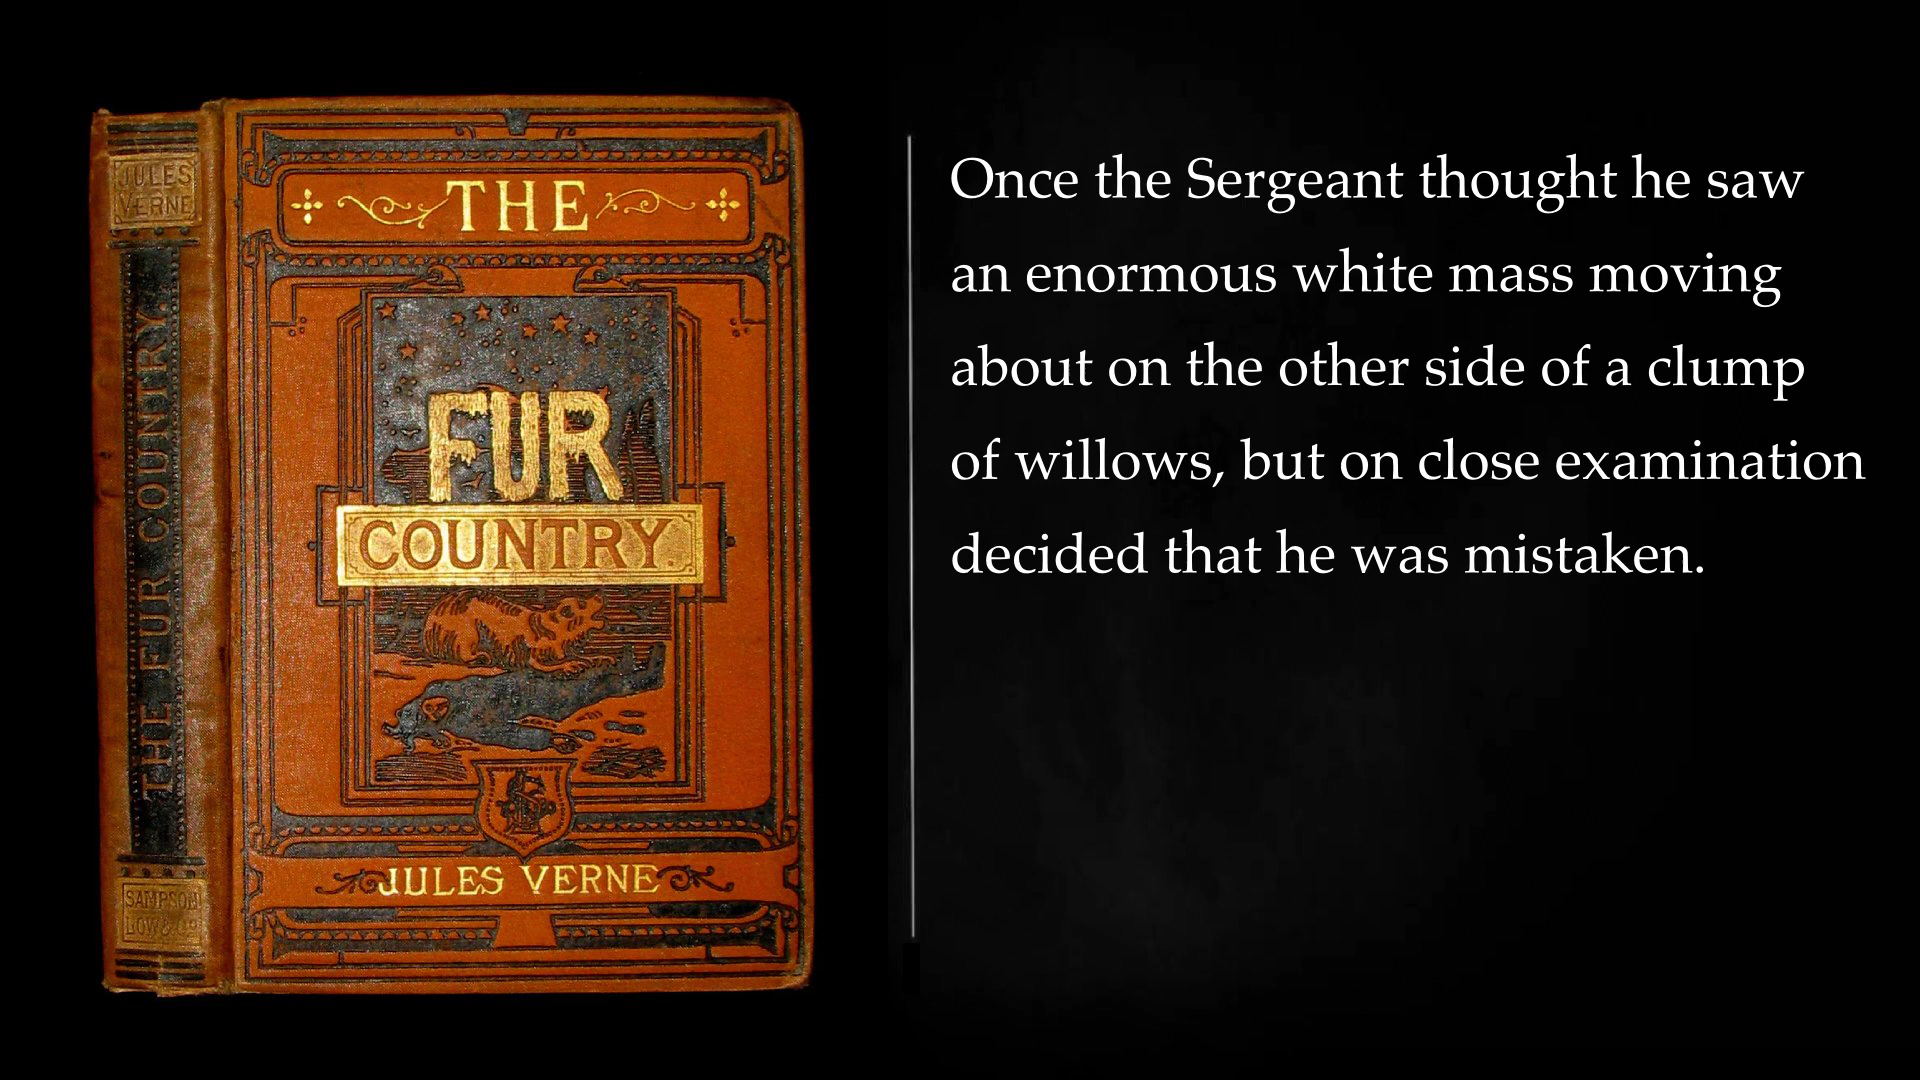 JULES
VERNE
THE FUR COUNTRY.
SAMPSON
LOW & Co
THE
FUR
COUNTRY.
JULES VERNE
Once the Sergeant thought he saw
an enormous white mass moving
about on the other side of a clump
of willows, but on close examination
decided that he was mistaken.